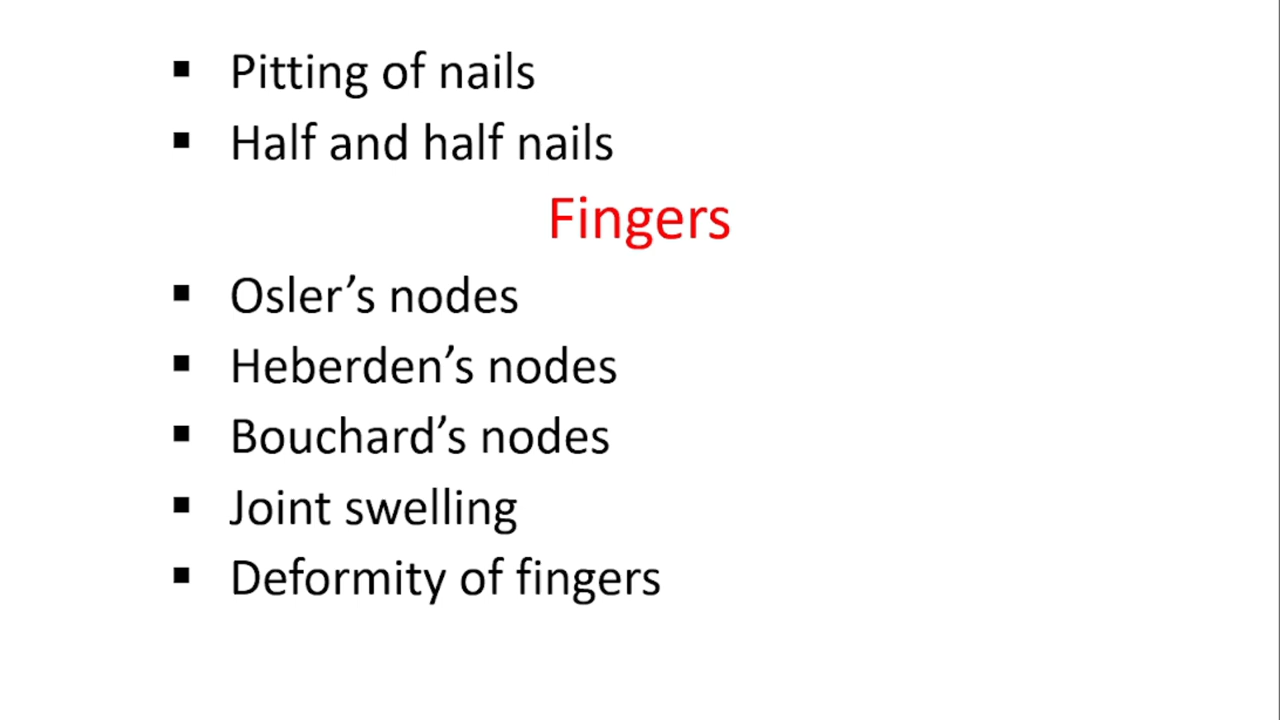 ▪ Pitting of nails
▪ Half and half nails
Fingers
▪ Osler’s nodes
▪ Heberden’s nodes
▪ Bouchard’s nodes
▪ Joint swelling
▪ Deformity of fingers